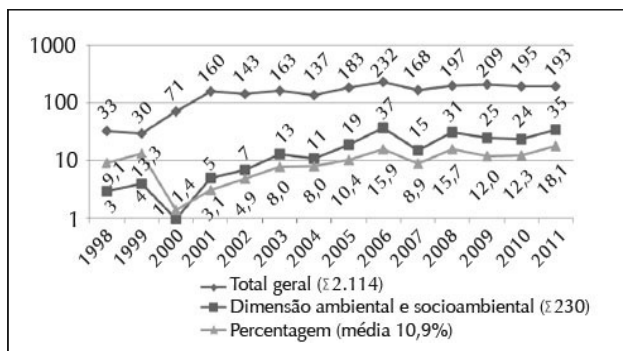 1000
100
10
1
33 30 71 160 143 163 137 183 232 168 197 209 195 193
3 4 1 5 7 13 11 19 37 15 31 25 24 35
9,1 13,3 1,4 3,1 4,9 8,0 8,0 10,4 15,9 8,9 15,7 12,0 12,3 18,1
1998 1999 2000 2001 2002 2003 2004 2005 2006 2007 2008 2009 2010 2011
Total geral (Σ2.114)
Dimensão ambiental e socioambiental (Σ230)
Percentagem (média 10,9%)